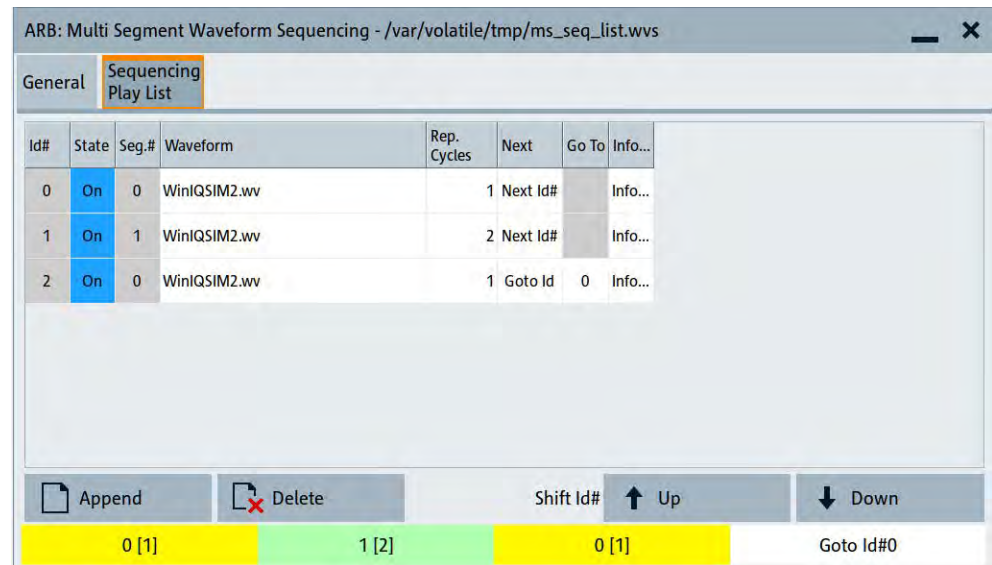 ARB: Multi Segment Waveform Sequencing - /var/volatile/tmp/ms_seq_list.wvs
General
Sequencing
Play List
Id# State Seg.# Waveform Rep. Cycles Next Go To Info...
0 On 0 WinIQSIM2.wv 1 Next Id# Info...
1 On 1 WinIQSIM2.wv 2 Next Id# Info...
2 On 0 WinIQSIM2.wv 1 Goto Id 0 Info...
Append Delete Shift Id# Up Down
0 [1] 1 [2] 0 [1] Goto Id#0